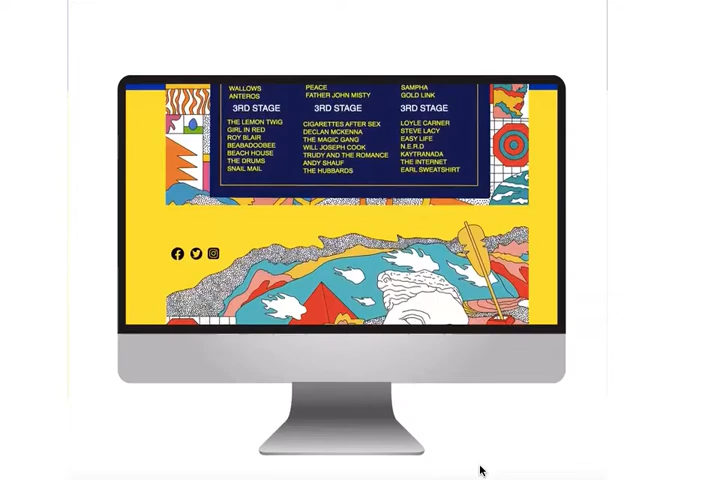 WALLOWS
ANTEROS
3RD STAGE
THE LEMON TWIG
GIRL IN RED
ROY BLAIR
BEABADOOBEE
BEACH HOUSE
THE DRUMS
SNAIL MAIL
PEACE
FATHER JOHN MISTY
3RD STAGE
CIGARETTES AFTER SEX
DECLAN MCKENNA
THE MAGIC GANG
WILL JOSEPH COOK
TRUDY AND THE ROMANCE
ANDY SHAUF
THE HUBBARDS
SAMPHA
GOLD LINK
3RD STAGE
LOYLE CARNER
STEVE LACY
EASY LIFE
N.E.R.D
KAYTRANADA
THE INTERNET
EARL SWEATSHIRT